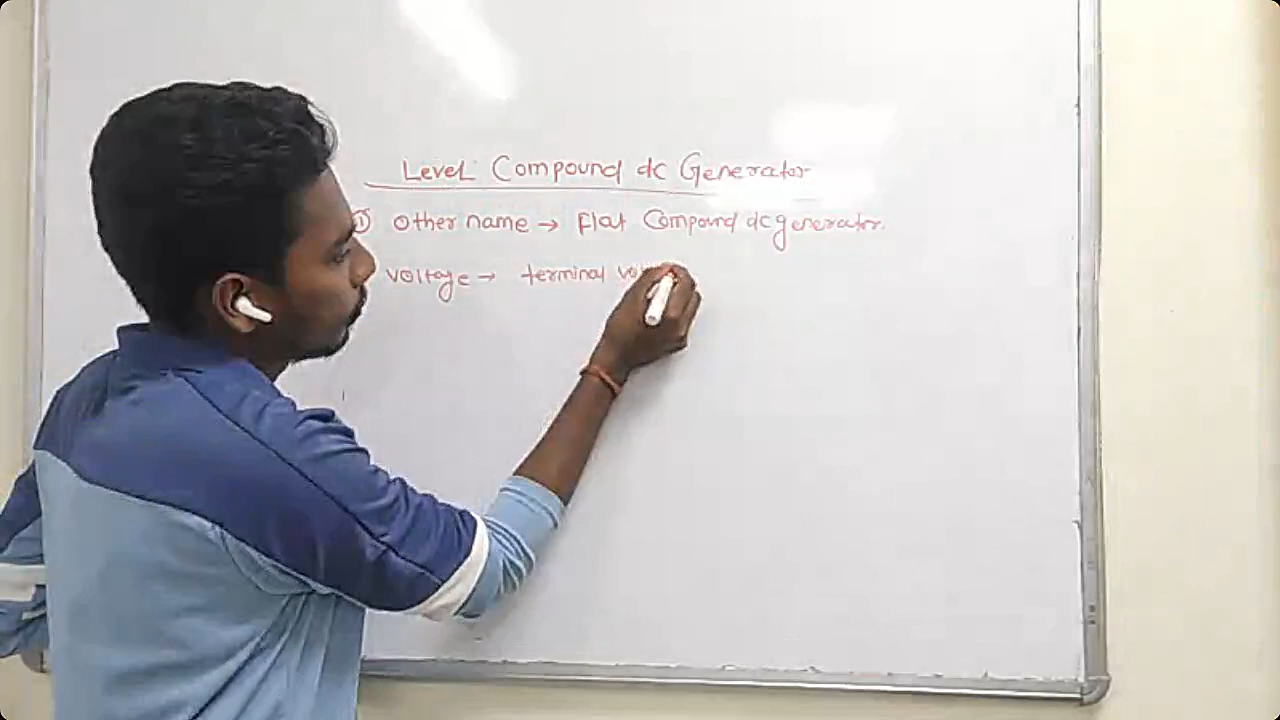 Level Compound dc Generator
① Other name → Flat Compound dc generator.
voltage → terminal